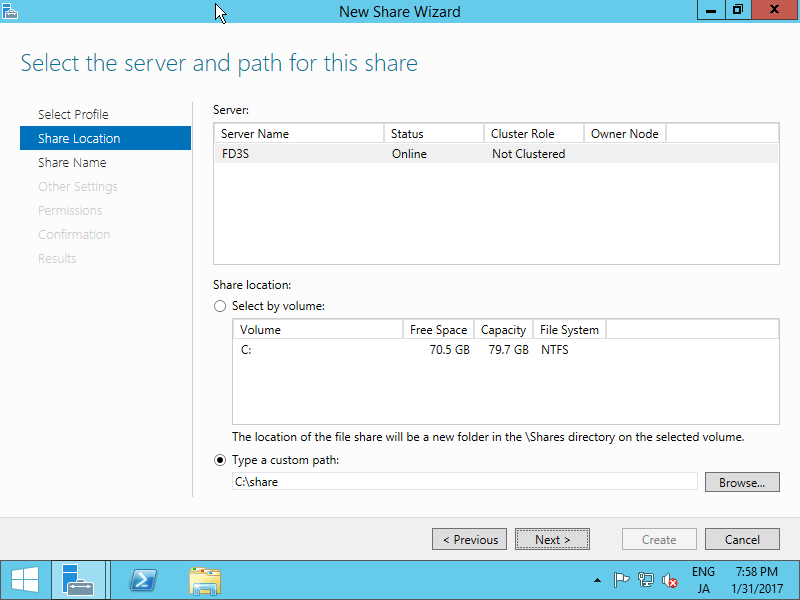 New Share Wizard
Select the server and path for this share
Select Profile
Share Location
Share Name
Other Settings
Permissions
Confirmation
Results
Server:
Server Name Status Cluster Role Owner Node
FD3S Online Not Clustered
Share location:
Select by volume:
Volume Free Space Capacity File System
C: 70.5 GB 79.7 GB NTFS
The location of the file share will be a new folder in the \Shares directory on the selected volume.
Type a custom path:
C:\share Browse...
< Previous Next > Create Cancel
ENG 7:58 PM
JA 1/31/2017